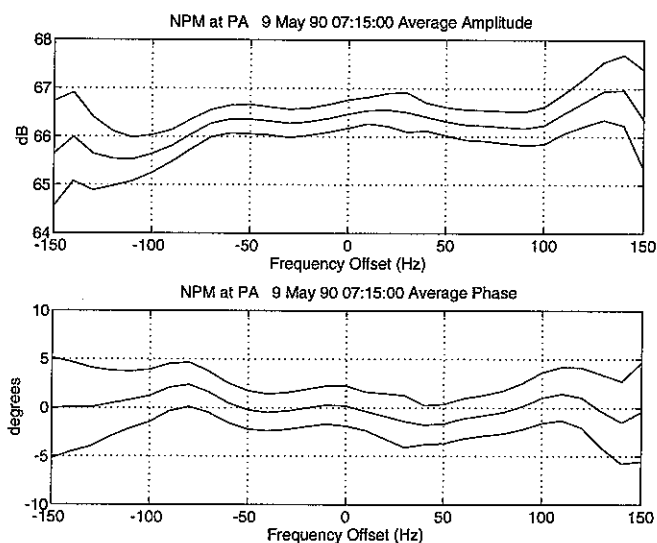 NPM at PA 9 May 90 07:15:00 Average Amplitude
68
67
66
65
64
dB
-150 -100 -50 0 50 100 150
Frequency Offset (Hz)
NPM at PA 9 May 90 07:15:00 Average Phase
10
5
0
-5
-10
degrees
-150 -100 -50 0 50 100 150
Frequency Offset (Hz)